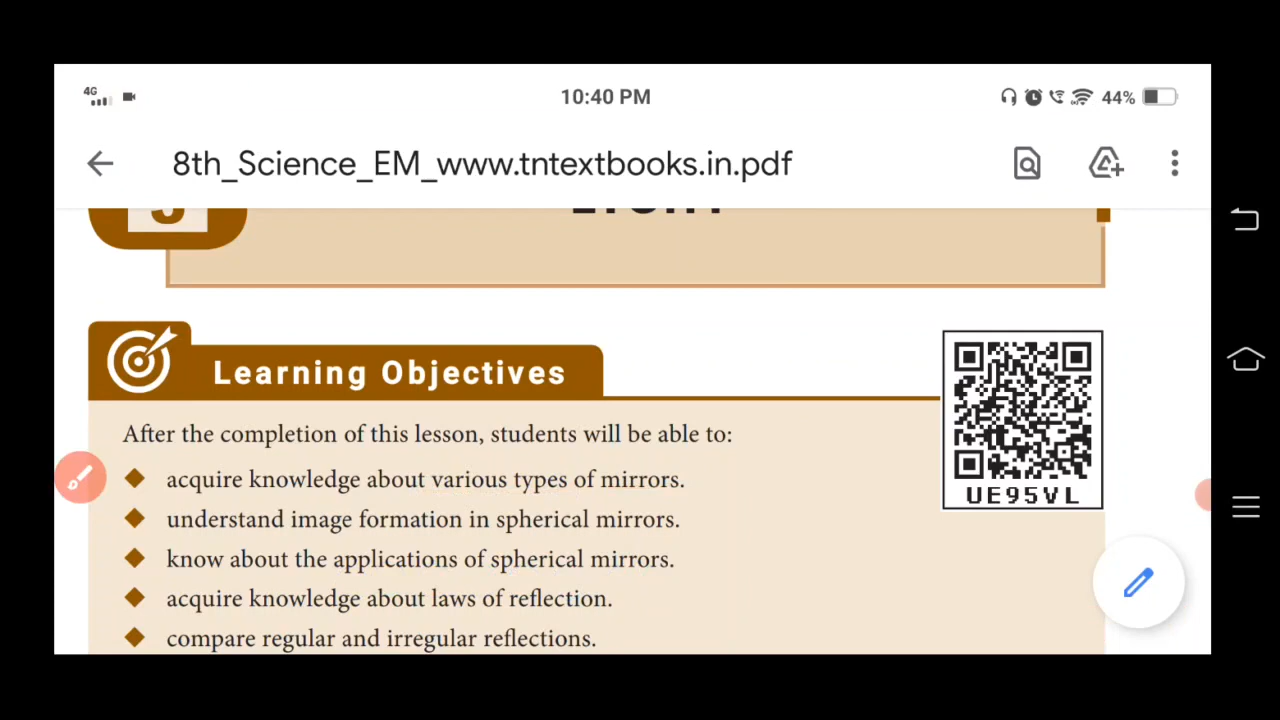 4G
10:40 PM
44%
8th_Science_EM_www.tntextbooks.in.pdf
Learning Objectives
UE95VL
After the completion of this lesson, students will be able to:
◆ acquire knowledge about various types of mirrors.
◆ understand image formation in spherical mirrors.
◆ know about the applications of spherical mirrors.
◆ acquire knowledge about laws of reflection.
◆ compare regular and irregular reflections.